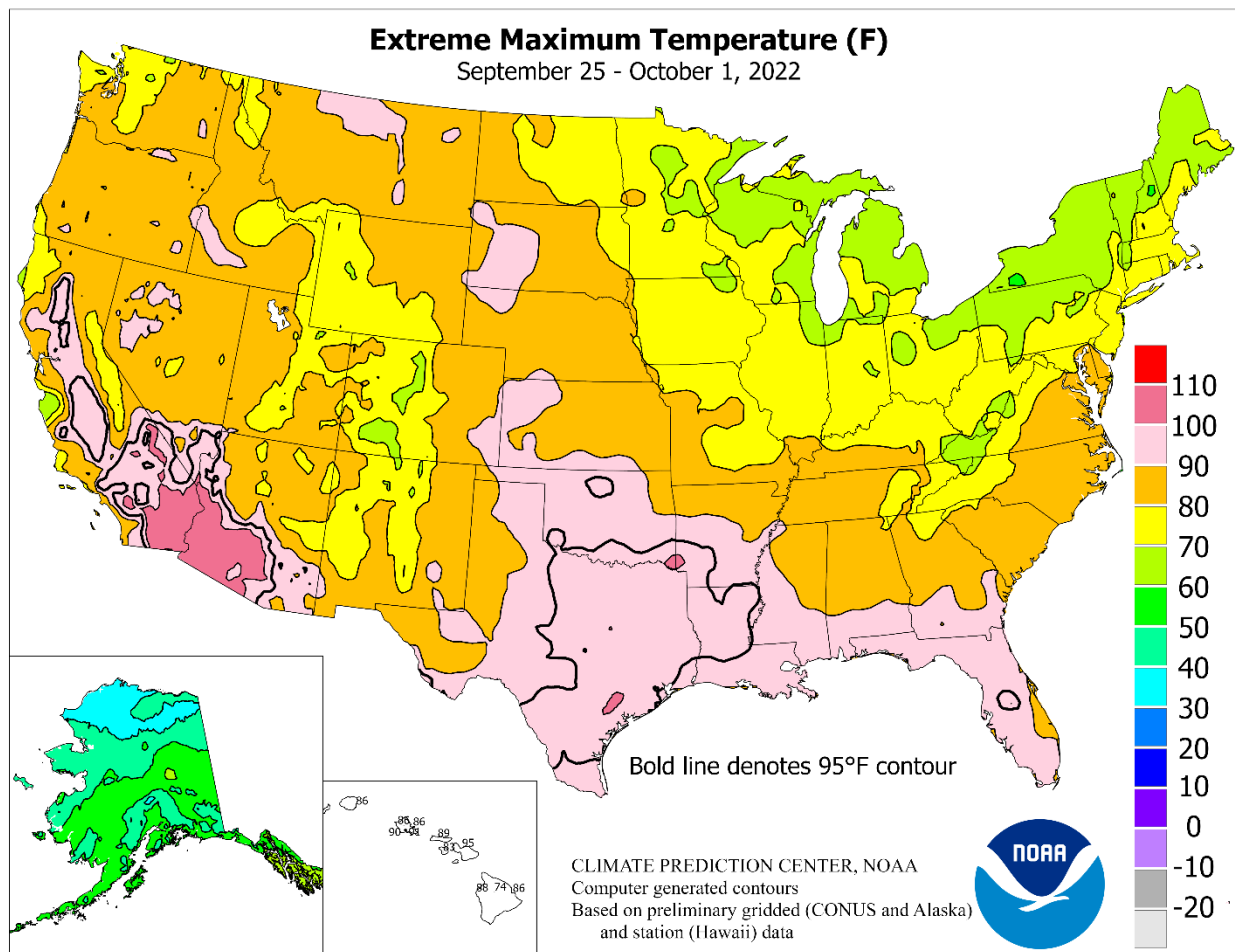 Extreme Maximum Temperature (F)
September 25 - October 1, 2022
110
100
90
80
70
60
50
40
30
20
10
0
-10
-20
Bold line denotes 95°F contour
86
86
90
89
83
95
88
74
86
CLIMATE PREDICTION CENTER, NOAA
Computer generated contours
Based on preliminary gridded (CONUS and Alaska)
and station (Hawaii) data
NOAA